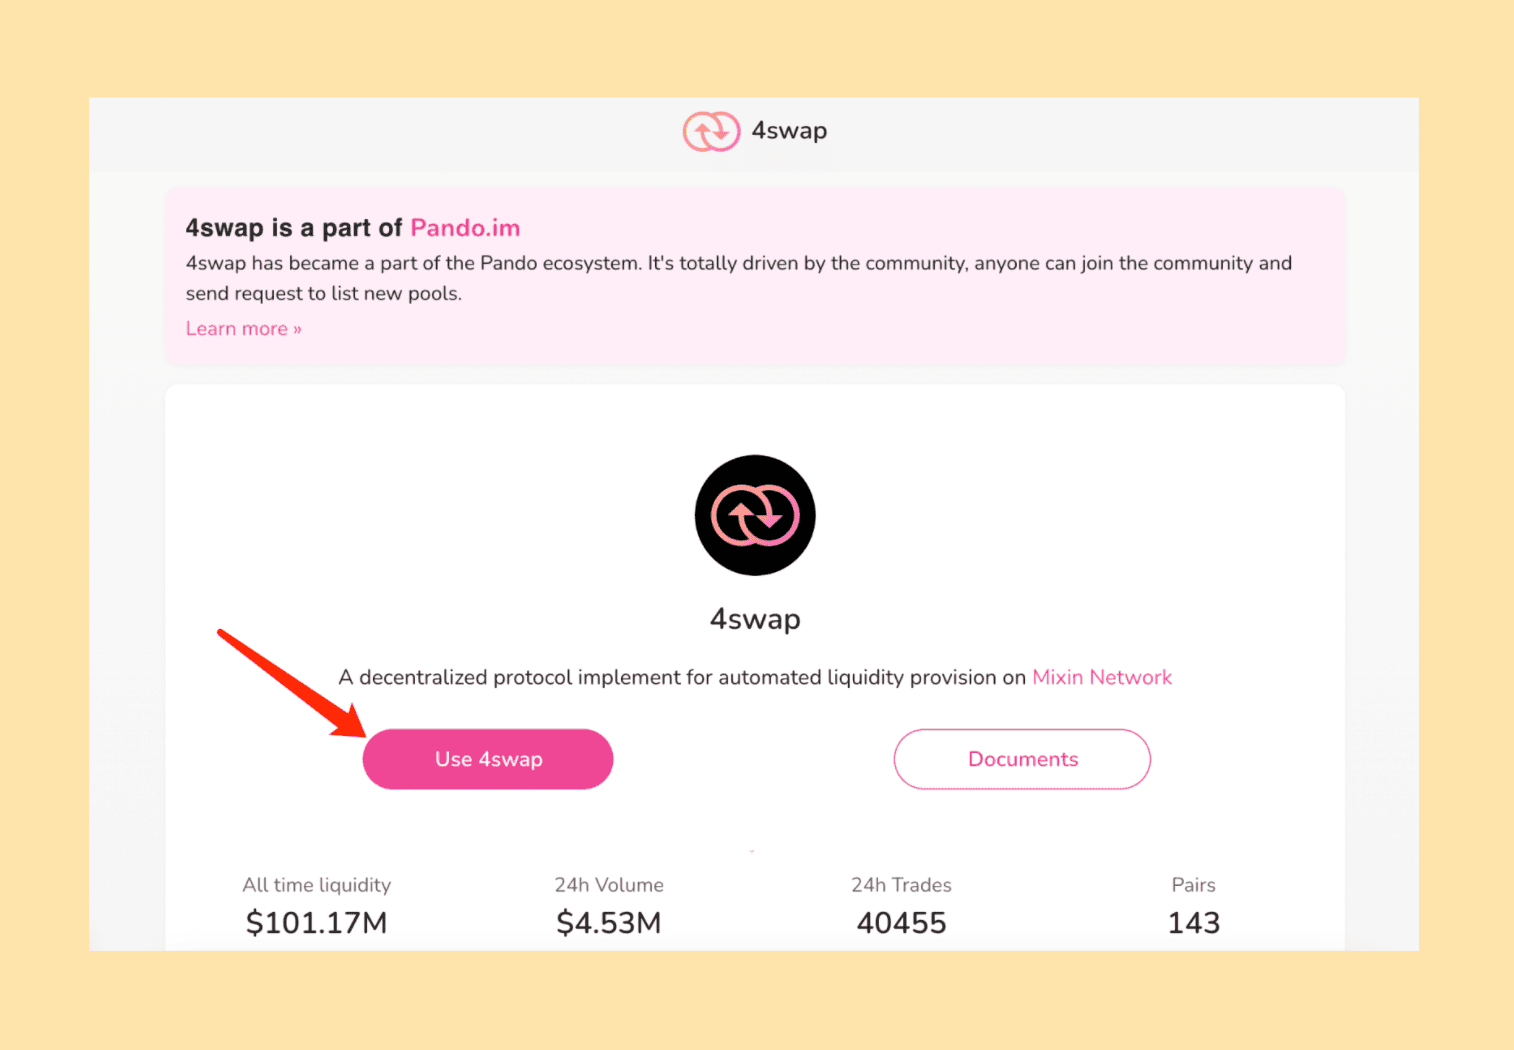 4swap
4swap is a part of Pando.im
4swap has became a part of the Pando ecosystem. It's totally driven by the community, anyone can join the community and
send request to list new pools.
Learn more »
4swap
A decentralized protocol implement for automated liquidity provision on Mixin Network
Use 4swap
Documents
All time liquidity
$101.17M
24h Volume
$4.53M
24h Trades
40455
Pairs
143